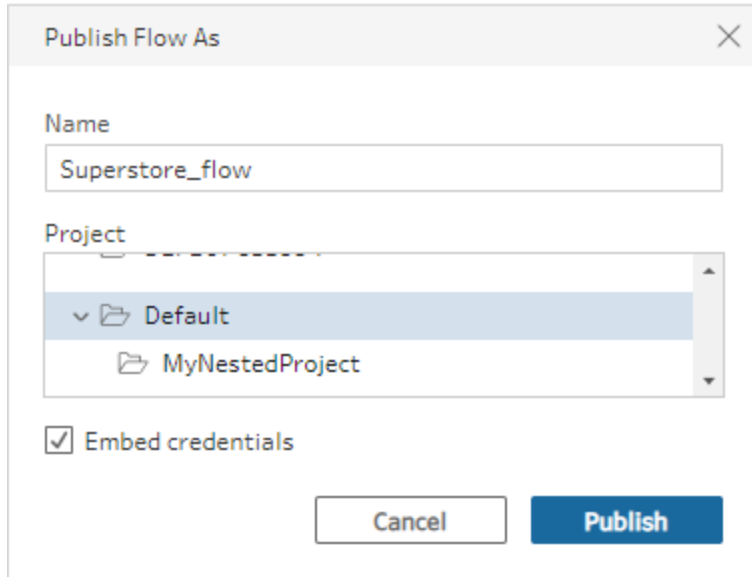 Publish Flow As
Name
Superstore_flow
Project
Default
MyNestedProject
Embed credentials
Cancel
Publish